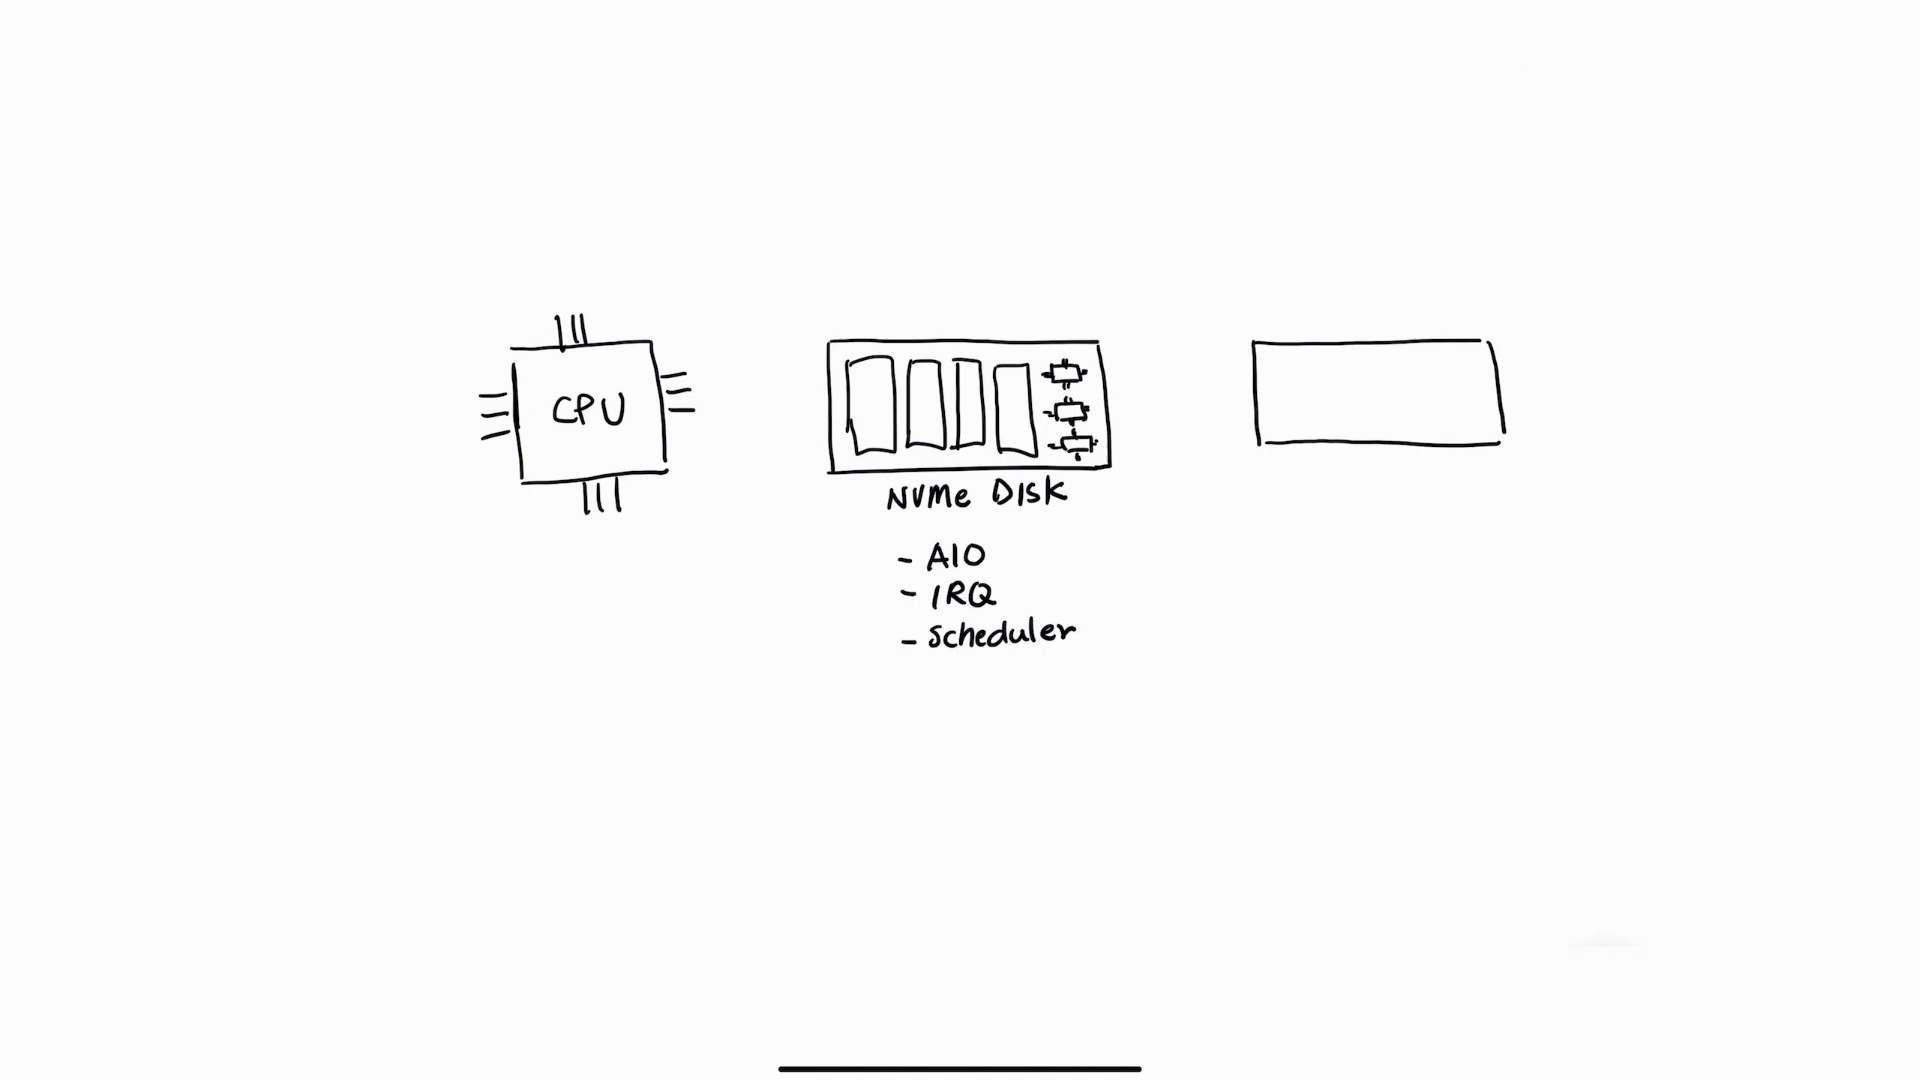 CPU
NVMe DISK
- AIO
- IRQ
- Scheduler